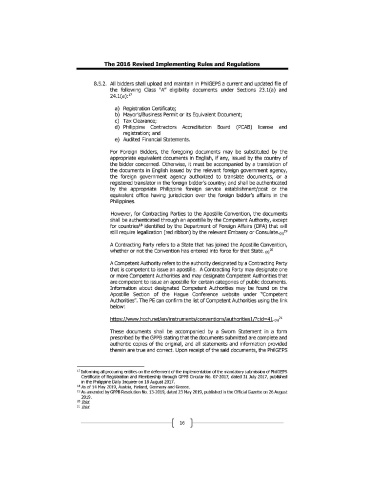 The 2016 Revised Implementing Rules and Regulations
8.5.2. All bidders shall upload and maintain in PhilGEPS a current and updated file of
the following Class "A" eligibility documents under Sections 23.1(a) and
24.1(a):17
a) Registration Certificate;
b) Mayor's/Business Permit or its Equivalent Document;
c) Tax Clearance;
d) Philippine Contractors Accreditation Board (PCAB) license and
registration; and
e) Audited Financial Statements.
For Foreign Bidders, the foregoing documents may be substituted by the
appropriate equivalent documents in English, if any, issued by the country of
the bidder concerned. Otherwise, it must be accompanied by a translation of
the documents in English issued by the relevant foreign government agency,
the foreign government agency authorized to translate documents, or a
registered translator in the foreign bidder's country; and shall be authenticated
by the appropriate Philippine foreign service establishment/post or the
equivalent office having jurisdiction over the foreign bidder's affairs in the
Philippines.
However, for Contracting Parties to the Apostille Convention, the documents
shall be authenticated through an apostille by the Competent Authority, except
for countries18 identified by the Department of Foreign Affairs (DFA) that will
still require legalization (red ribbon) by the relevant Embassy or Consulate.(a)19
A Contracting Party refers to a State that has joined the Apostille Convention,
whether or not the Convention has entered into force for that State.(a)20
A Competent Authority refers to the authority designated by a Contracting Party
that is competent to issue an apostille. A Contracting Party may designate one
or more Competent Authorities and may designate Competent Authorities that
are competent to issue an apostille for certain categories of public documents.
Information about designated Competent Authorities may be found on the
Apostille Section of the Hague Conference website under "Competent
Authorities". The PE can confirm the list of Competent Authorities using the link
below:
https://www.hcch.net/en/instruments/conventions/authorities1/?cid=41.(a)21
These documents shall be accompanied by a Sworn Statement in a form
prescribed by the GPPB stating that the documents submitted are complete and
authentic copies of the original, and all statements and information provided
therein are true and correct. Upon receipt of the said documents, the PhilGEPS
17 Informing all procuring entities on the deferment of the implementation of the mandatory submission of PhilGEPS
Certificate of Registration and Membership through GPPB Circular No. 07-2017, dated 31 July 2017, published
in the Philippine Daily Inquirer on 18 August 2017.
18 As of 14 May 2019, Austria, Finland, Germany and Greece.
19 As amended by GPPB Resolution No. 13-2019, dated 23 May 2019, published in the Official Gazette on 26 August
2019.
20 Ibid.
21 Ibid.
16